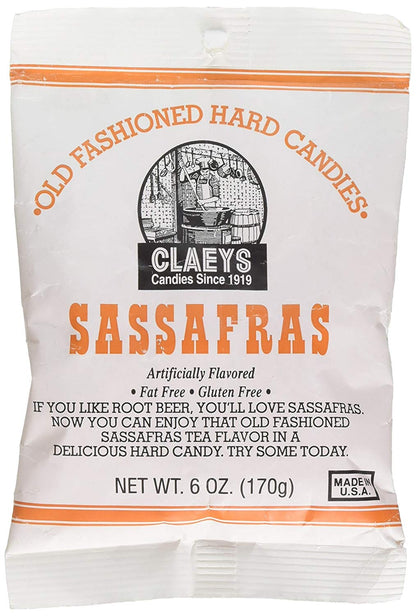 •OLD FASHIONED HARD CANDIES•
CLAEYS
Candies Since 1919
SASSAFRAS
Artificially Flavored
• Fat Free • Gluten Free •
IF YOU LIKE ROOT BEER, YOU'LL LOVE SASSAFRAS.
NOW YOU CAN ENJOY THAT OLD FASHIONED
SASSAFRAS TEA FLAVOR IN A
DELICIOUS HARD CANDY. TRY SOME TODAY.
MADE IN
U.S.A.
NET WT. 6 OZ. (170g)